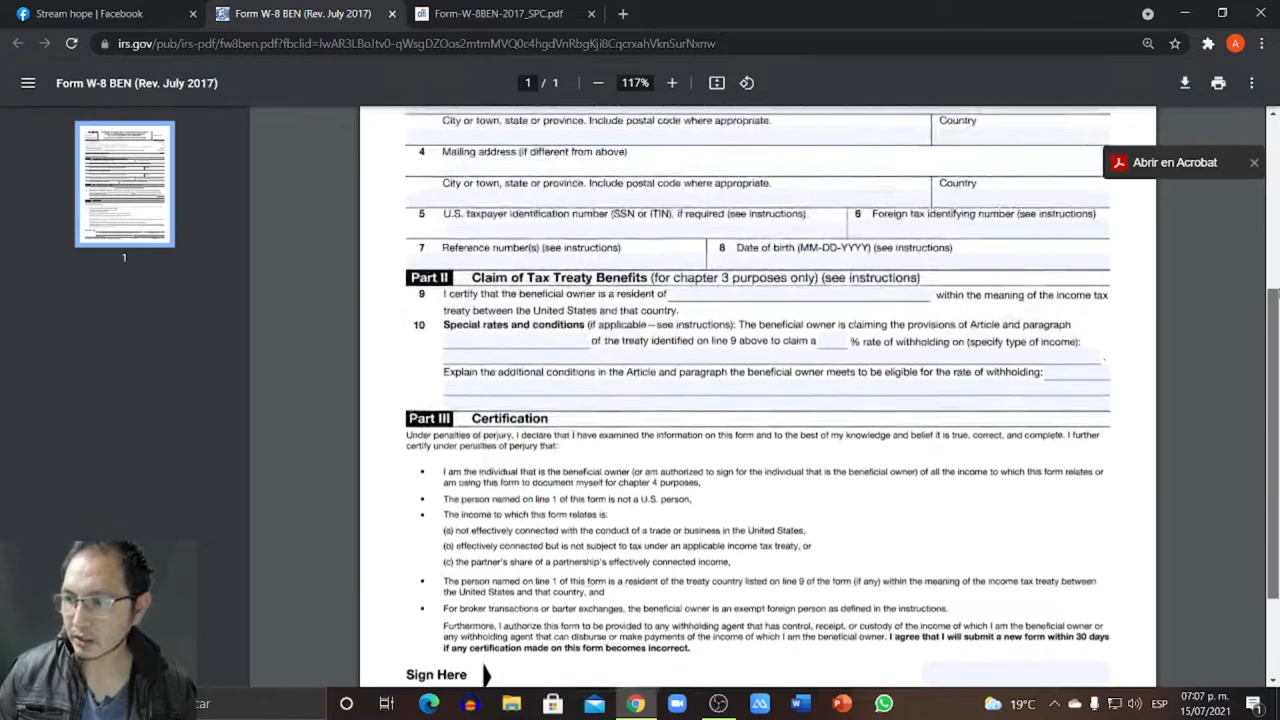 Stream hope | Facebook
Form W-8 BEN (Rev. July 2017)
Form-W-8BEN-2017_SPC.pdf
irs.gov/pub/irs-pdf/fw8ben.pdf?fbclid=IwAR3LBoJtv0-qWsgDZOos2mtmMVQ0c4hgdVnRbgKji8CqcrxahVknSurNxnw
A
Form W-8 BEN (Rev. July 2017)
1 / 1
117%
Abrir en Acrobat
1
City or town, state or province. Include postal code where appropriate.
Country
4 Mailing address (if different from above)
City or town, state or province. Include postal code where appropriate.
Country
5 U.S. taxpayer identification number (SSN or ITIN), if required (see instructions)
6 Foreign tax identifying number (see instructions)
7 Reference number(s) (see instructions)
8 Date of birth (MM-DD-YYYY) (see instructions)
Part II Claim of Tax Treaty Benefits (for chapter 3 purposes only) (see instructions)
9 I certify that the beneficial owner is a resident of within the meaning of the income tax
treaty between the United States and that country.
10 Special rates and conditions (if applicable—see instructions): The beneficial owner is claiming the provisions of Article and paragraph
of the treaty identified on line 9 above to claim a % rate of withholding on (specify type of income):
.
Explain the additional conditions in the Article and paragraph the beneficial owner meets to be eligible for the rate of withholding:
Part III Certification
Under penalties of perjury, I declare that I have examined the information on this form and to the best of my knowledge and belief it is true, correct, and complete. I further
certify under penalties of perjury that:
• I am the individual that is the beneficial owner (or am authorized to sign for the individual that is the beneficial owner) of all the income to which this form relates or
am using this form to document myself for chapter 4 purposes,
• The person named on line 1 of this form is not a U.S. person,
• The income to which this form relates is:
(a) not effectively connected with the conduct of a trade or business in the United States,
(b) effectively connected but is not subject to tax under an applicable income tax treaty, or
(c) the partner's share of a partnership's effectively connected income,
• The person named on line 1 of this form is a resident of the treaty country listed on line 9 of the form (if any) within the meaning of the income tax treaty between
the United States and that country, and
• For broker transactions or barter exchanges, the beneficial owner is an exempt foreign person as defined in the instructions.
Furthermore, I authorize this form to be provided to any withholding agent that has control, receipt, or custody of the income of which I am the beneficial owner or
any withholding agent that can disburse or make payments of the income of which I am the beneficial owner. I agree that I will submit a new form within 30 days
if any certification made on this form becomes incorrect.
Sign Here
car
19°C
ESP
07:07 p. m.
15/07/2021